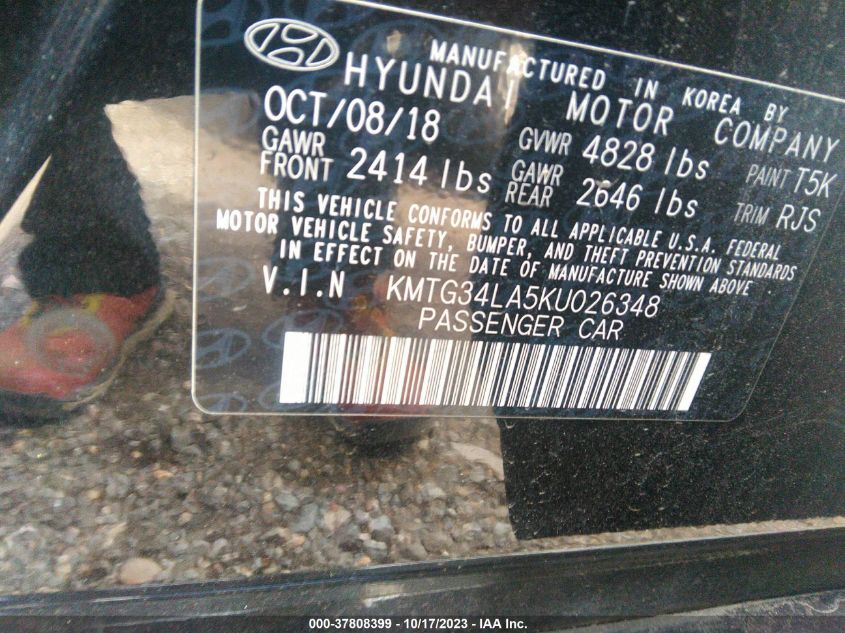 MANUFACTURED IN KOREA BY
HYUNDAI MOTOR COMPANY
OCT/08/18 GVWR 4828 lbs PAINT T5K
GAWR FRONT 2414 lbs GAWR REAR 2646 lbs TRIM RJS
THIS VEHICLE CONFORMS TO ALL APPLICABLE U.S.A. FEDERAL
MOTOR VEHICLE SAFETY, BUMPER, AND THEFT PREVENTION STANDARDS
IN EFFECT ON THE DATE OF MANUFACTURE SHOWN ABOVE
V.I.N KMTG34LA5KU026348
PASSENGER CAR
000-37808399 - 10/17/2023 - IAA Inc.